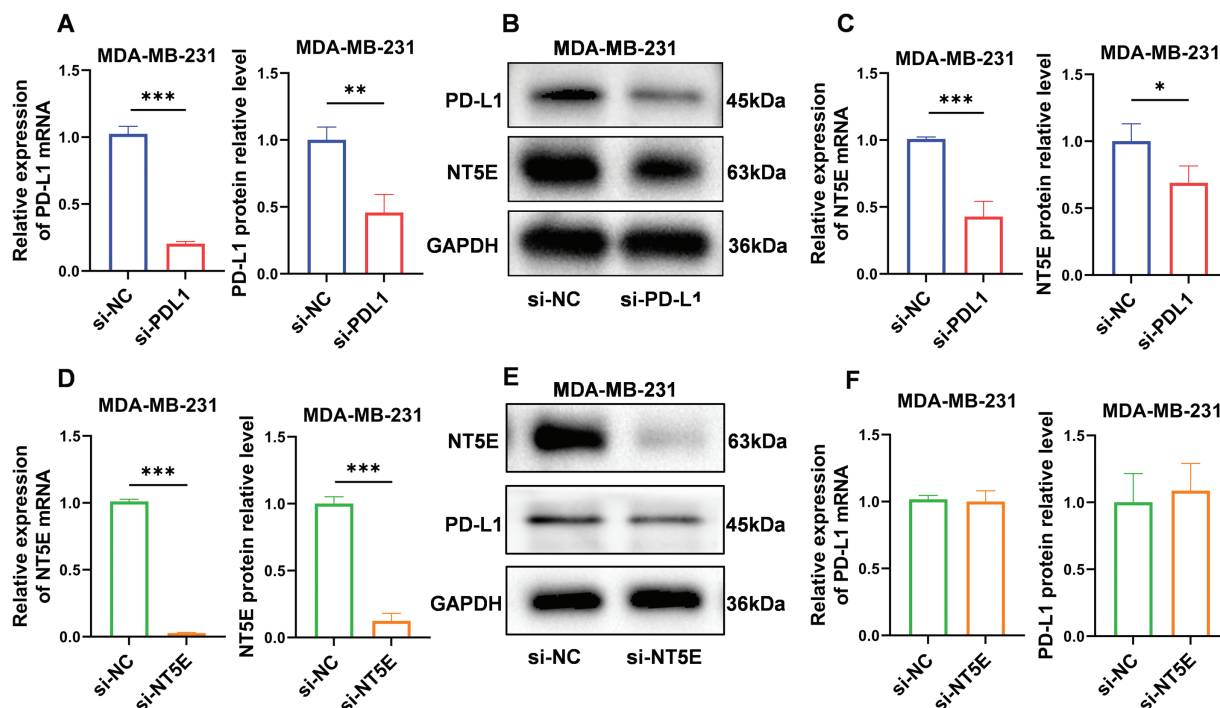 A
MDA-MB-231
Relative expression
of PD-L1 mRNA
1.5
1.0
0.5
0.0
***
si-NC
si-PDL1
MDA-MB-231
PD-L1 protein relative level
1.5
1.0
0.5
0.0
**
si-NC
si-PDL1
B
MDA-MB-231
PD-L1
45kDa
NT5E
63kDa
GAPDH
36kDa
si-NC
si-PD-L¹
C
MDA-MB-231
Relative expression
of NT5E mRNA
1.5
1.0
0.5
0.0
***
si-NC
si-PDL1
MDA-MB-231
NT5E protein relative level
1.5
1.0
0.5
0.0
*
si-NC
si-PDL1
D
MDA-MB-231
Relative expression
of NT5E mRNA
1.5
1.0
0.5
0.0
***
si-NC
si-NT5E
MDA-MB-231
NT5E protein relative level
1.5
1.0
0.5
0.0
***
si-NC
si-NT5E
E
MDA-MB-231
NT5E
63kDa
PD-L1
45kDa
GAPDH
36kDa
si-NC
si-NT5E
F
MDA-MB-231
Relative expression
of PD-L1 mRNA
1.5
1.0
0.5
0.0
si-NC
si-NT5E
MDA-MB-231
PD-L1 protein relative level
1.5
1.0
0.5
0.0
si-NC
si-NT5E